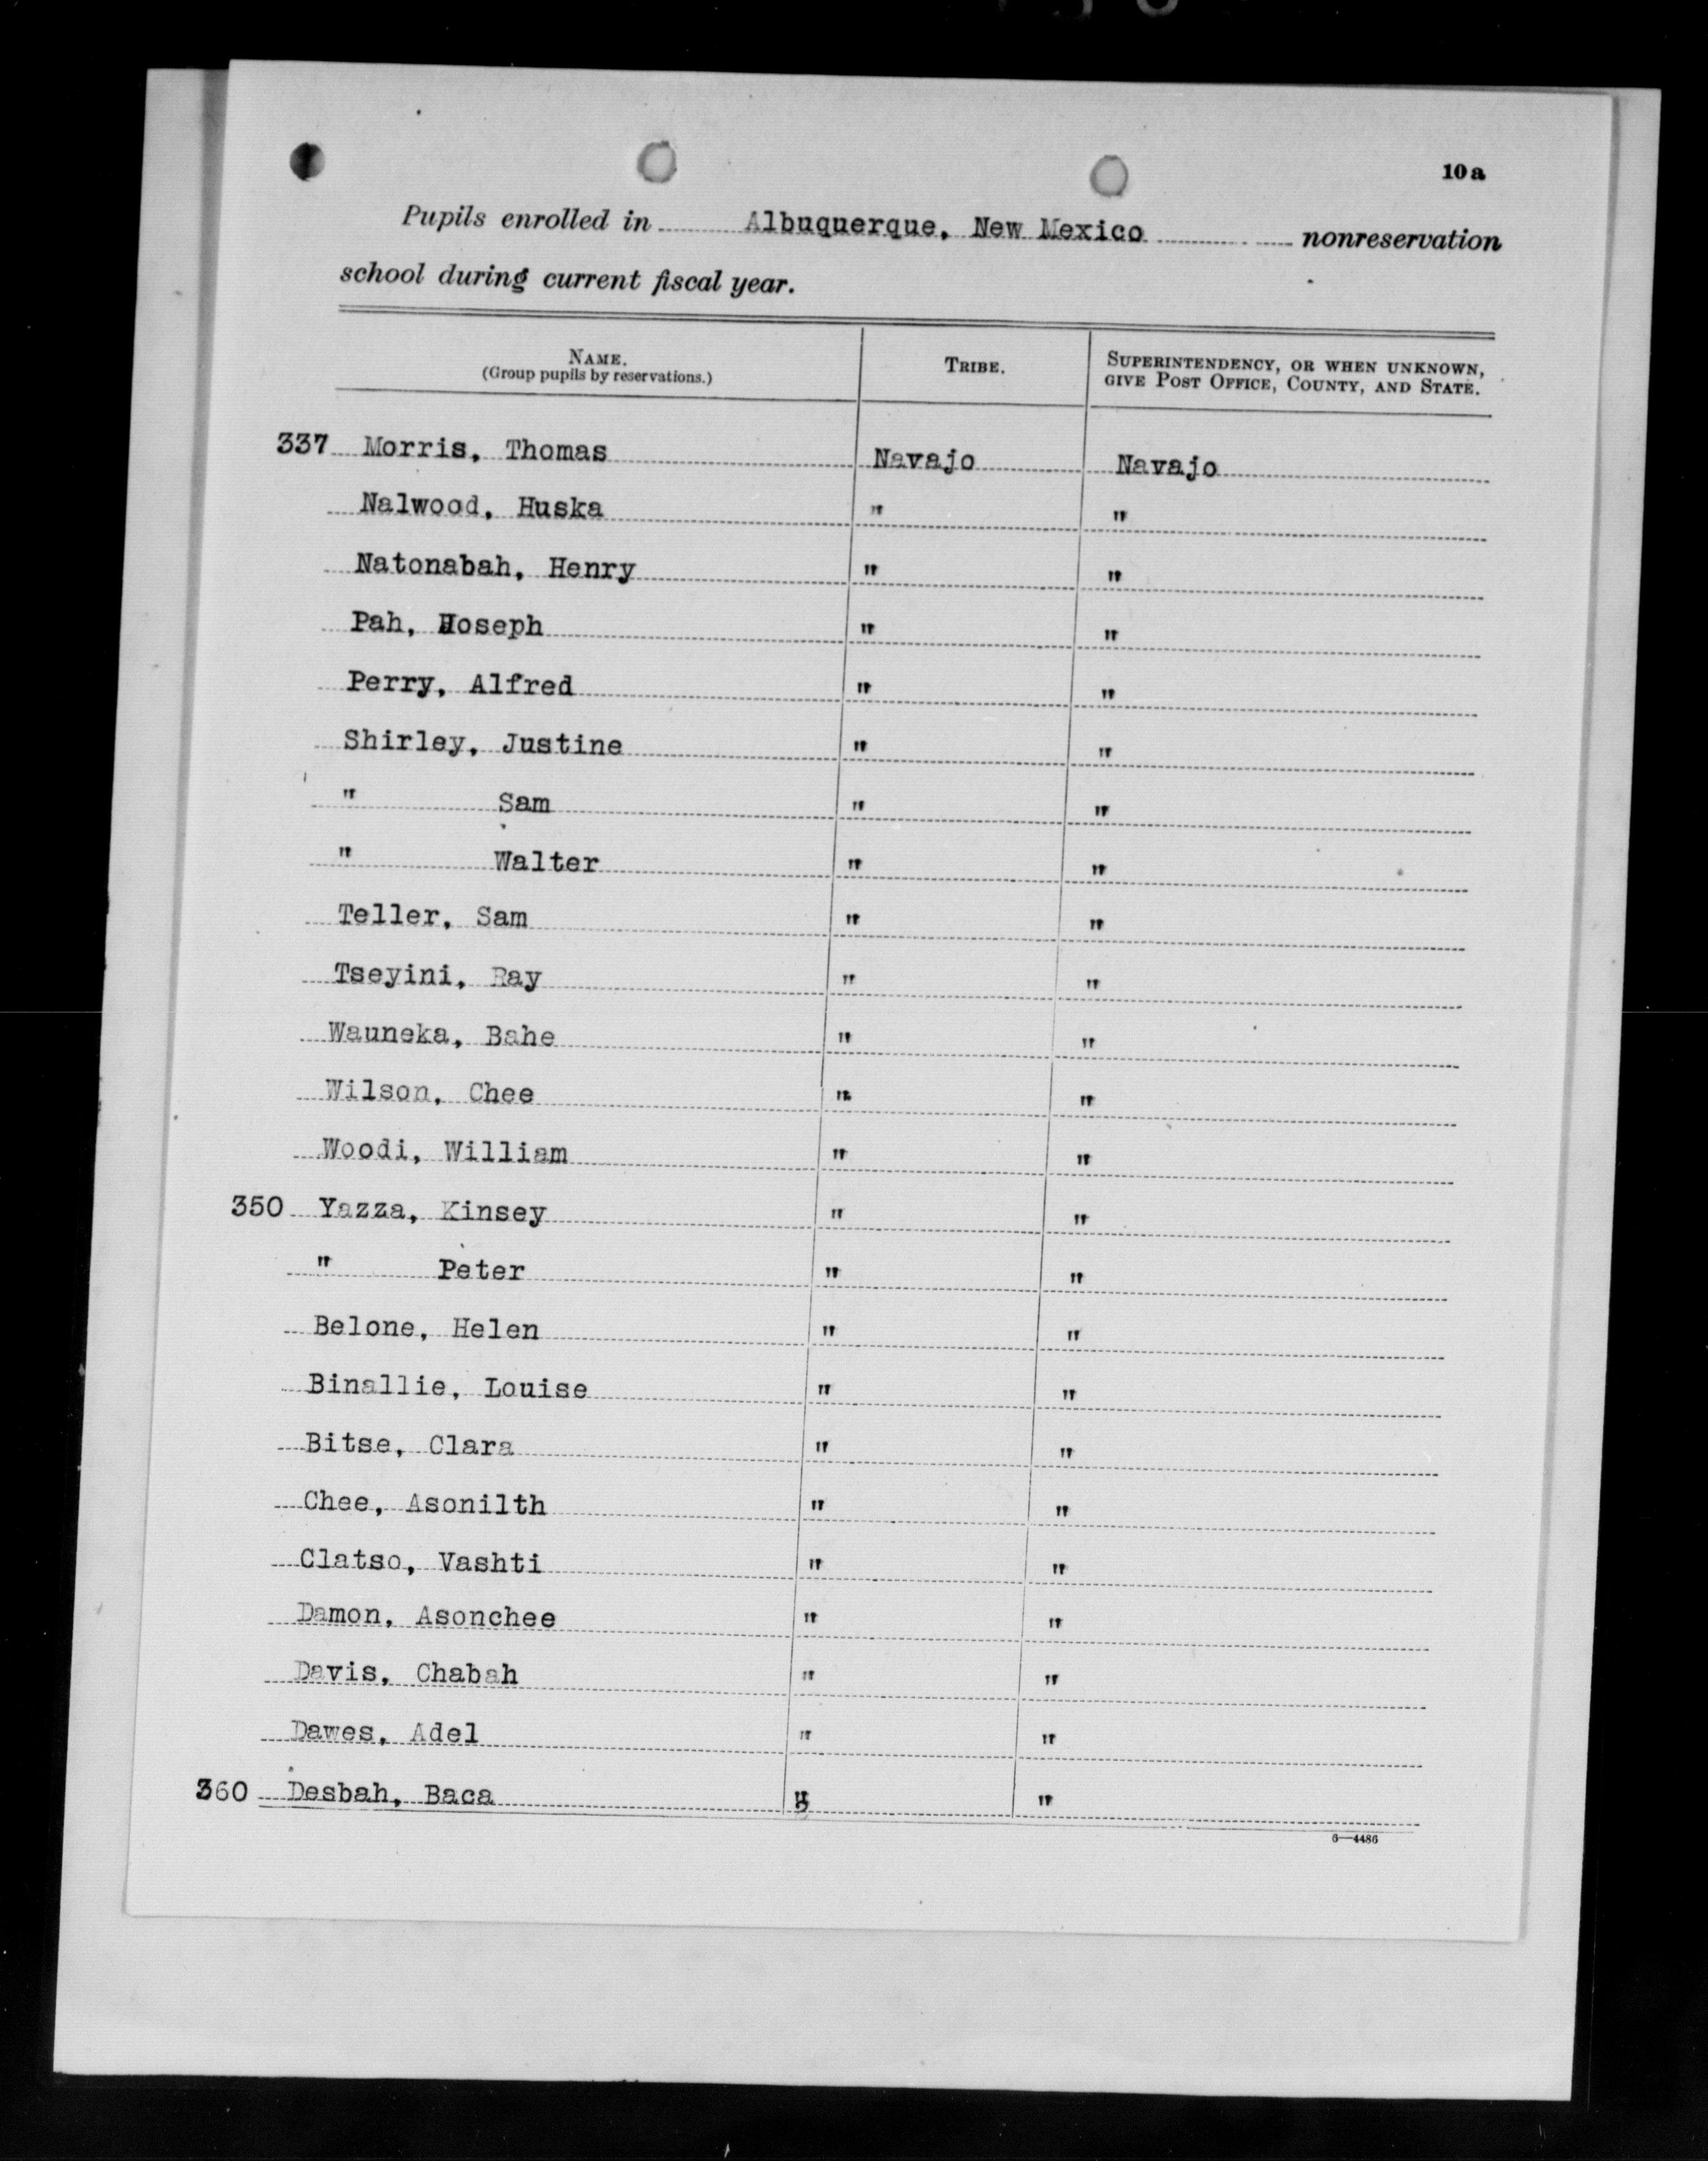 10a
Pupils enrolled in Albuquerque, New Mexico nonreservation
school during current fiscal year.
NAME. (Group pupils by reservations.) TRIBE. SUPERINTENDENCY, OR WHEN UNKNOWN, GIVE POST OFFICE, COUNTY, AND STATE.
337 Morris, Thomas Navajo Navajo
Nalwood, Huska " "
Natonabah, Henry " "
Pah, Hoseph " "
Perry, Alfred " "
Shirley, Justine " "
" Sam " "
" Walter " "
Teller, Sam " "
Tseyini, Ray " "
Wauneka, Bahe " "
Wilson, Chee " "
Woodi, William " "
350 Yazza, Kinsey " "
" Peter " "
Belone, Helen " "
Binallie, Louise " "
Bitse, Clara " "
Chee, Asonilth " "
Clatso, Vashti " "
Damon, Asonchee " "
Davis, Chabah " "
Dawes, Adel " "
360 Desbah, Baca " "
6—4486